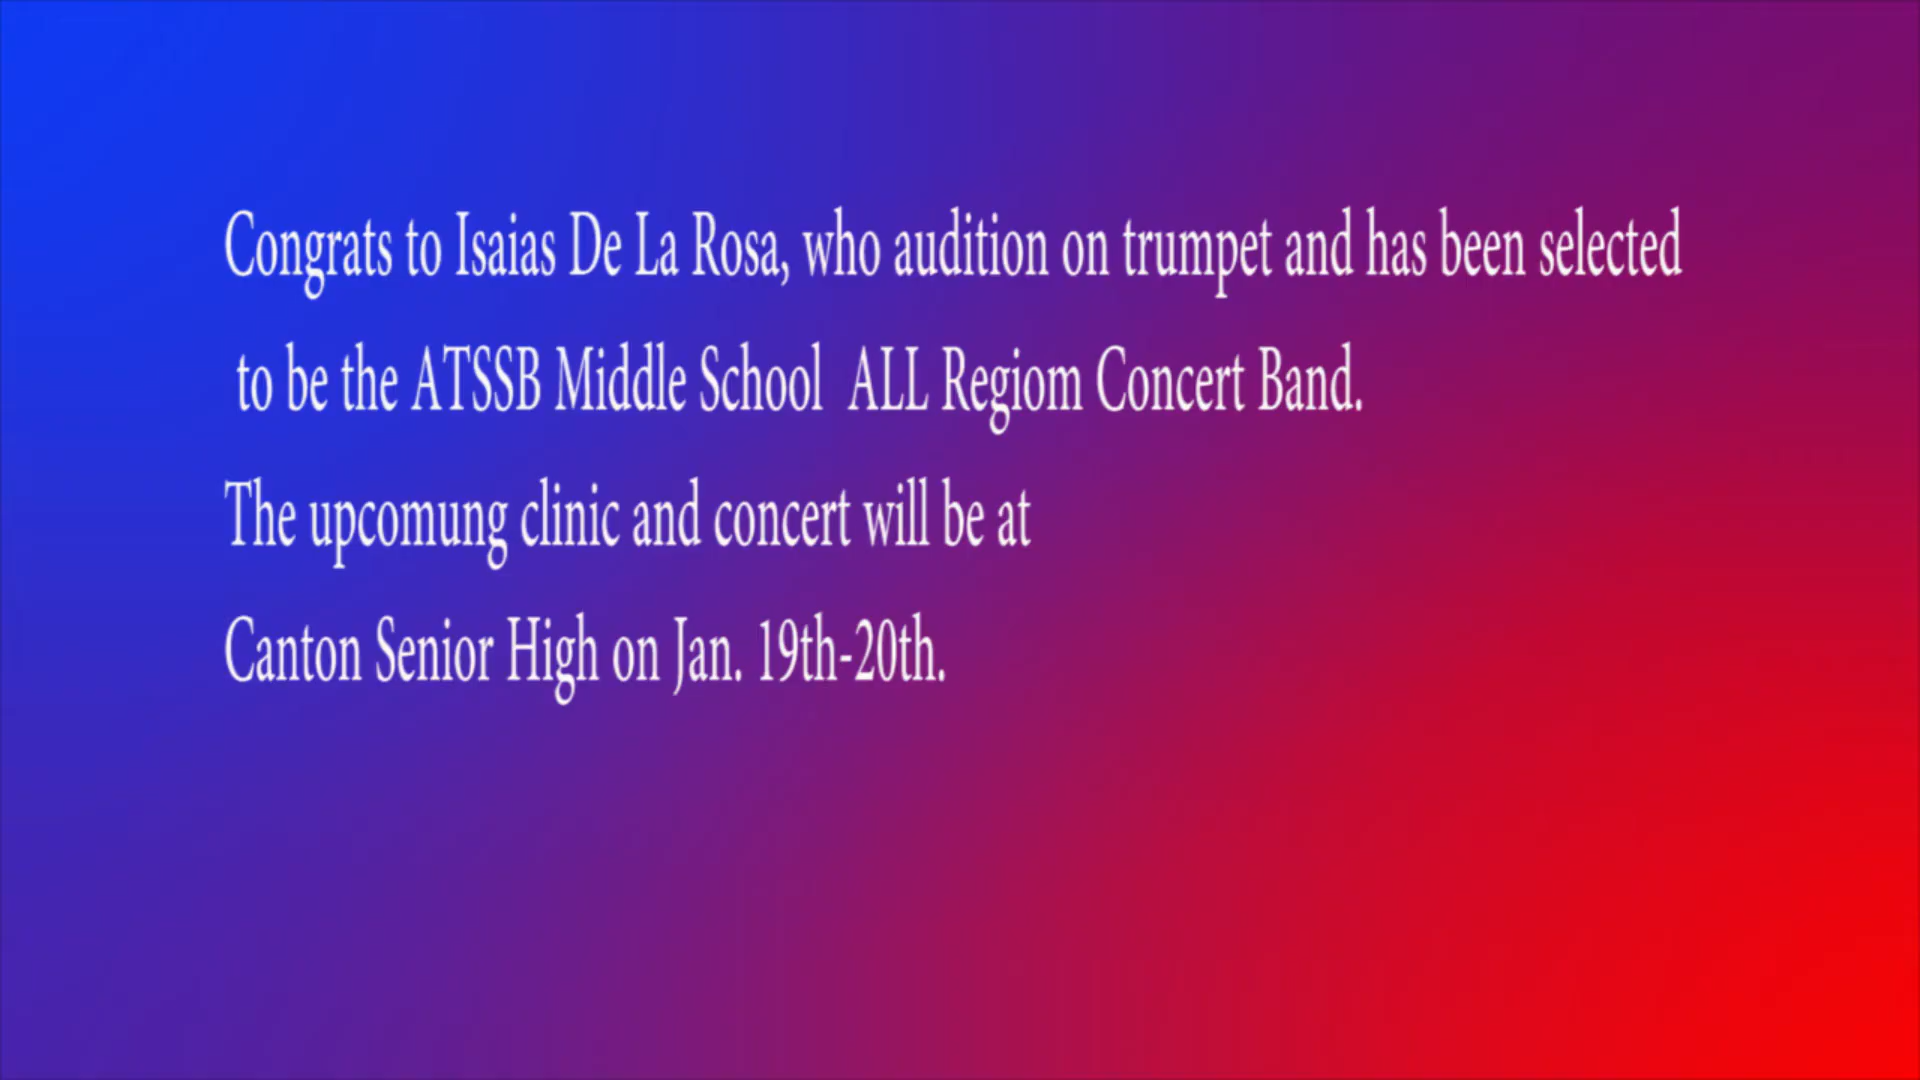 Congrats to Isaias De La Rosa, who audition on trumpet and has been selected
to be the ATSSB Middle School  ALL Regiom Concert Band.
The upcomung clinic and concert will be at
Canton Senior High on Jan. 19th-20th.